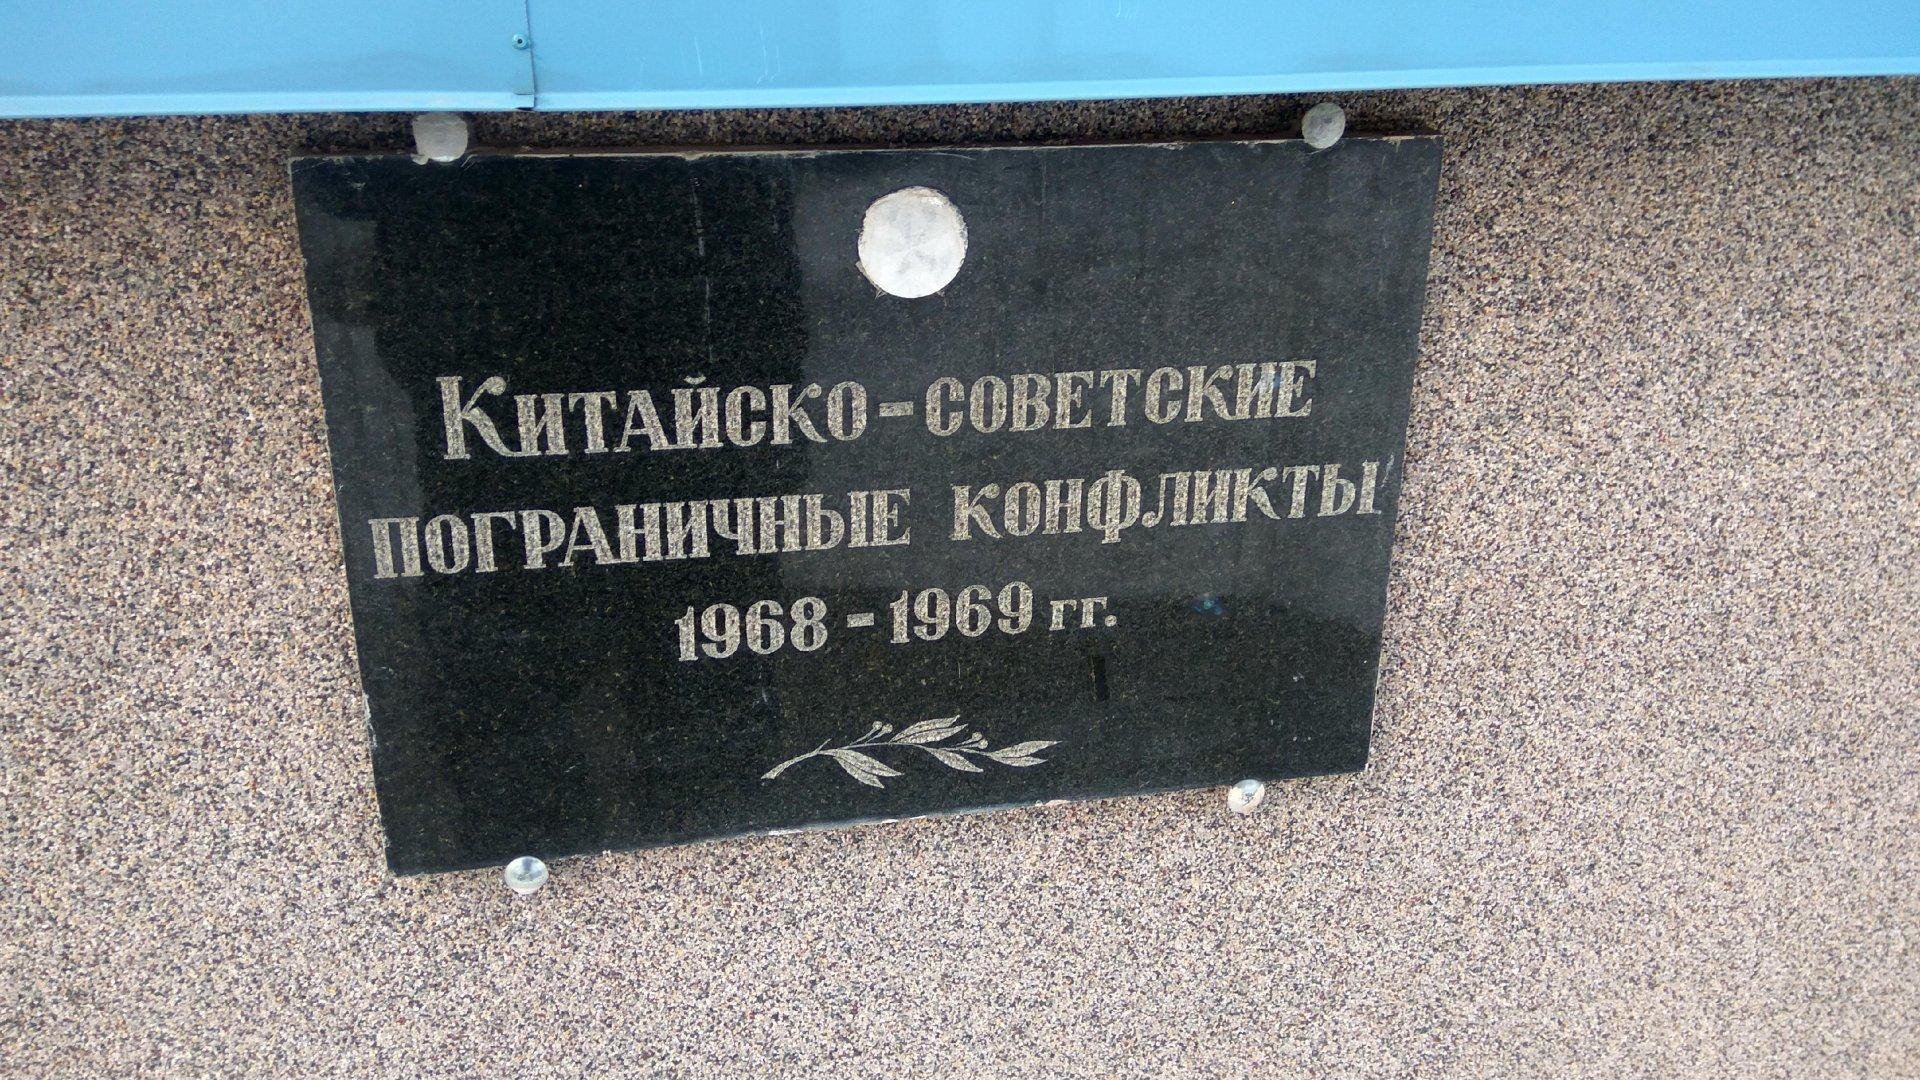 Китайско-советские
пограничные конфликты
1968-1969 гг.